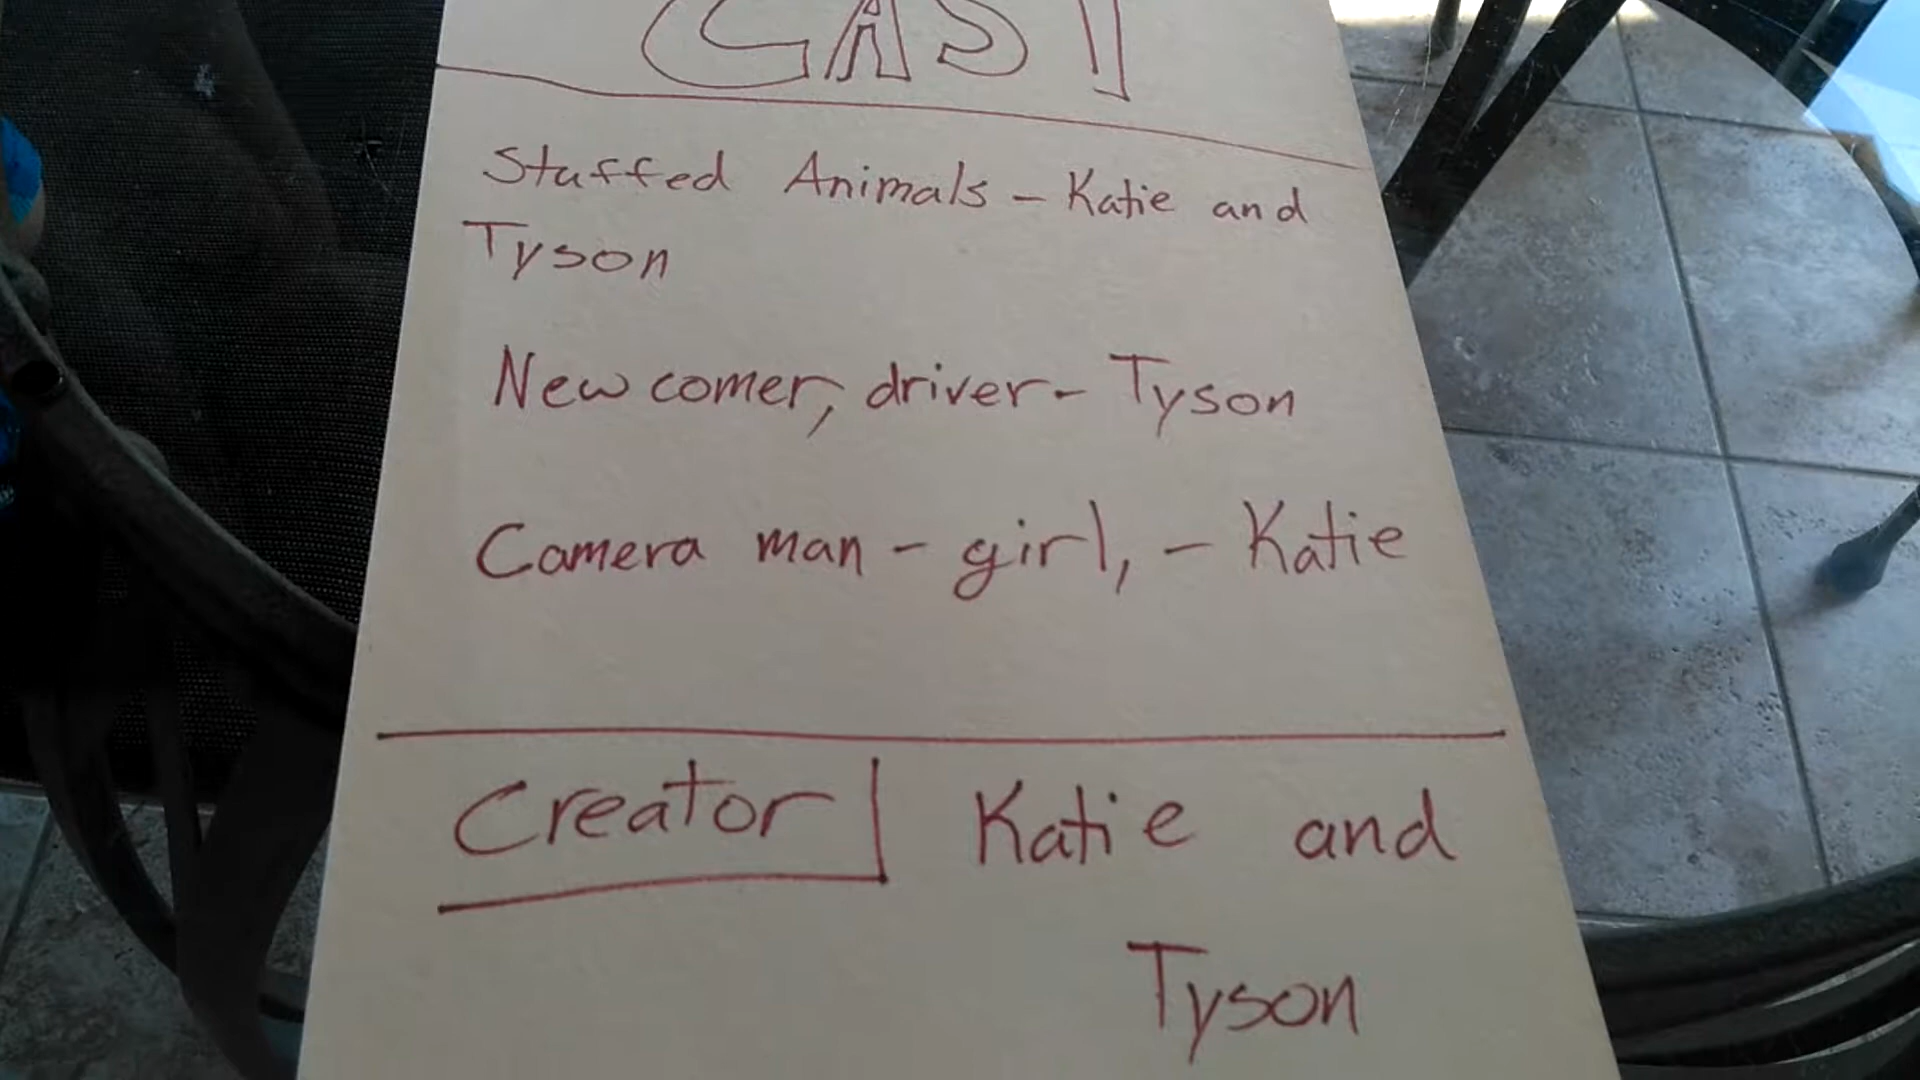 CAST
Stuffed Animals - Katie and
Tyson
New comer, driver - Tyson
Camera man - girl, - Katie
Creator Katie and
Tyson